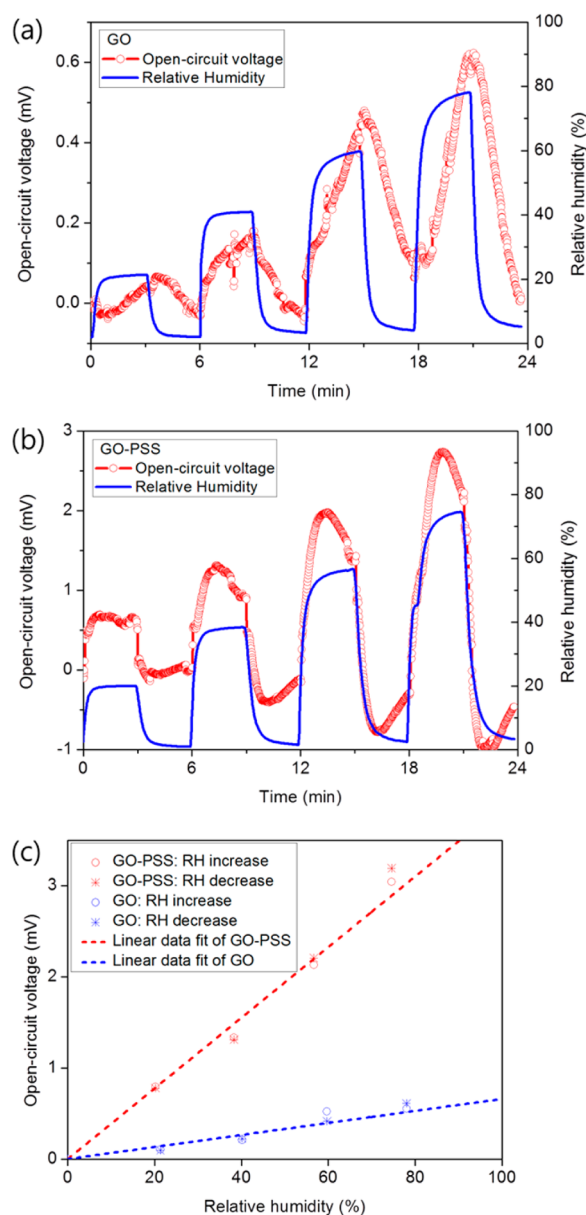 (a)
GO
Open-circuit voltage
Relative Humidity
Open-circuit voltage (mV)
0.6
0.4
0.2
0.0
100
80
60
40
20
0
Relative humidity (%)
0 6 12 18 24
Time (min)
(b)
GO-PSS
Open-circuit voltage
Relative Humidity
Open-circuit voltage (mV)
3
2
1
0
-1
100
80
60
40
20
0
Relative humidity (%)
0 6 12 18 24
Time (min)
(c)
GO-PSS: RH increase
GO-PSS: RH decrease
GO: RH increase
GO: RH decrease
Linear data fit of GO-PSS
Linear data fit of GO
Open-circuit voltage (mV)
3
2
1
0
0 20 40 60 80 100
Relative humidity (%)